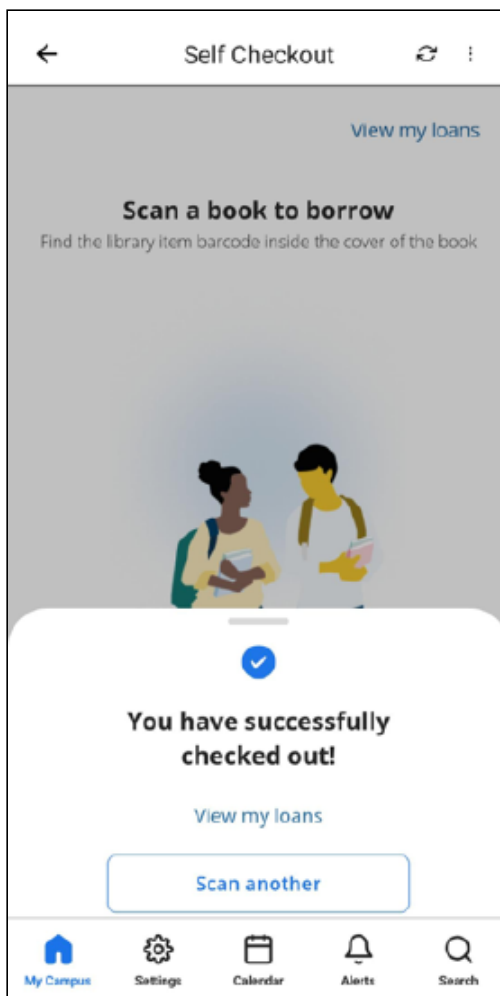 Self Checkout
View my loans
Scan a book to borrow
Find the library item barcode inside the cover of the book
You have successfully
checked out!
View my loans
Scan another
My Campus Settings Calendar Alerts Search